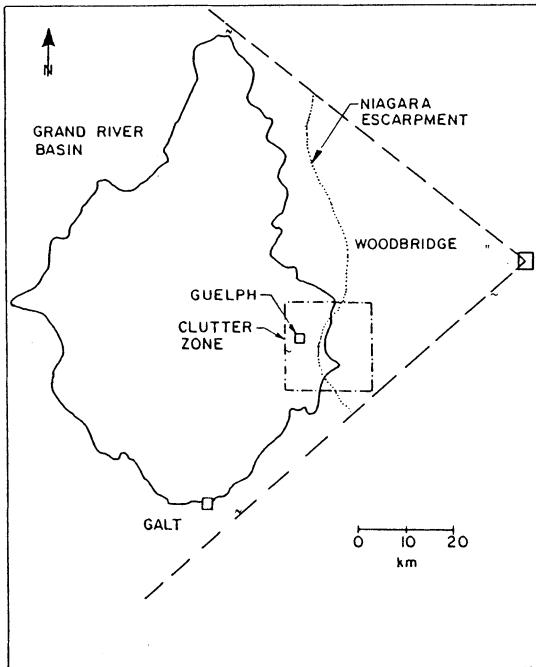 N
GRAND RIVER
BASIN
NIAGARA
ESCARPMENT
WOODBRIDGE
GUELPH
CLUTTER
ZONE
GALT
0 10 20
km